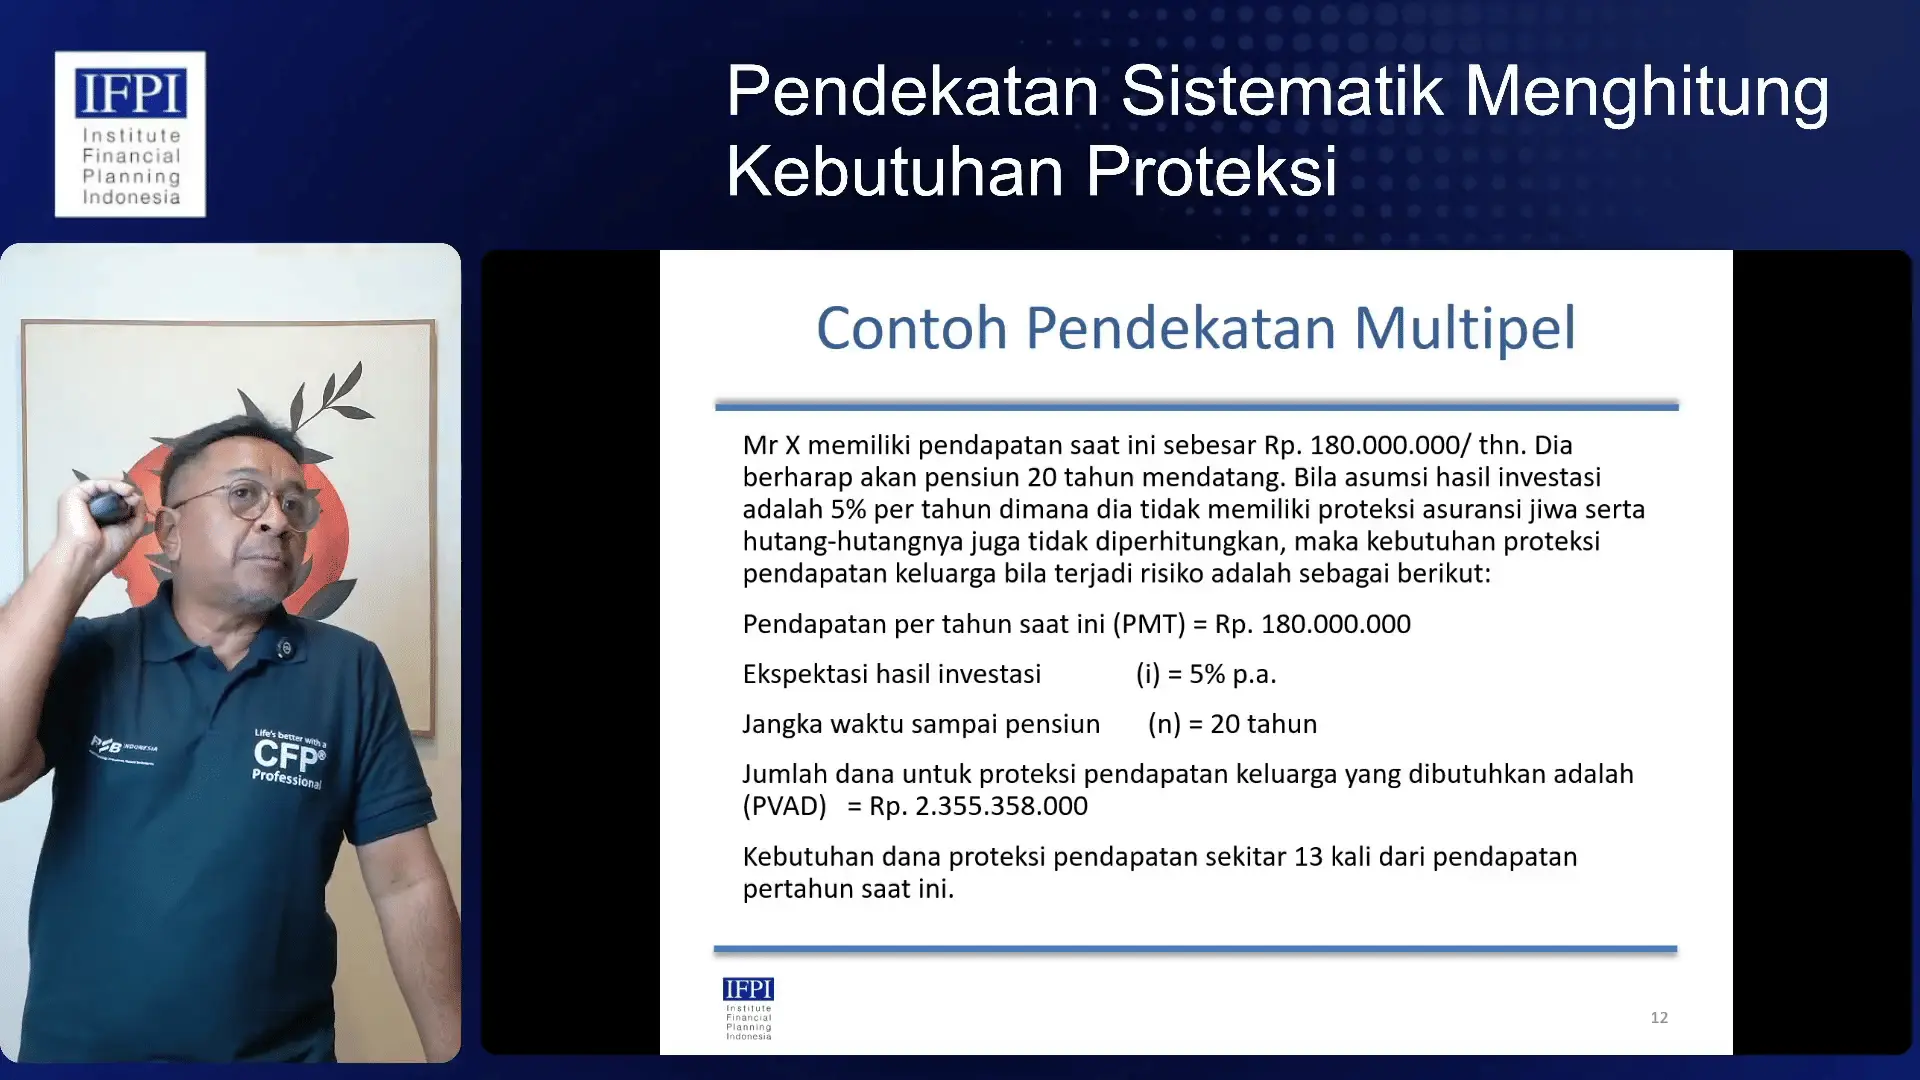 IFPI
Institute
Financial
Planning
Indonesia
Pendekatan Sistematik Menghitung
Kebutuhan Proteksi
Contoh Pendekatan Multipel
Mr X memiliki pendapatan saat ini sebesar Rp. 180.000.000/ thn. Dia
berharap akan pensiun 20 tahun mendatang. Bila asumsi hasil investasi
adalah 5% per tahun dimana dia tidak memiliki proteksi asuransi jiwa serta
hutang-hutangnya juga tidak diperhitungkan, maka kebutuhan proteksi
pendapatan keluarga bila terjadi risiko adalah sebagai berikut:
Pendapatan per tahun saat ini (PMT) = Rp. 180.000.000
Ekspektasi hasil investasi (i) = 5% p.a.
Jangka waktu sampai pensiun (n) = 20 tahun
Jumlah dana untuk proteksi pendapatan keluarga yang dibutuhkan adalah
(PVAD) = Rp. 2.355.358.000
Kebutuhan dana proteksi pendapatan sekitar 13 kali dari pendapatan
pertahun saat ini.
IFPI
Institute
Financial
Planning
Indonesia
12
INDONESIA
Life's better with a
CFP®
Professional